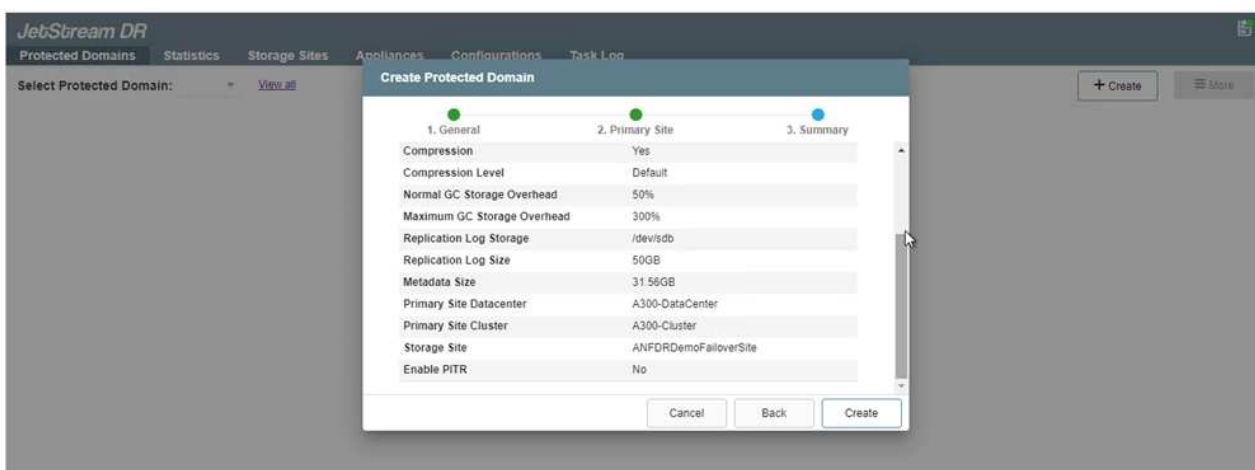 JetStream DR
Protected Domains Statistics Storage Sites Appliances Configurations Task Log
Select Protected Domain: View all + Create More
Create Protected Domain
1. General 2. Primary Site 3. Summary
Compression Yes
Compression Level Default
Normal GC Storage Overhead 50%
Maximum GC Storage Overhead 300%
Replication Log Storage /dev/sdb
Replication Log Size 50GB
Metadata Size 31.56GB
Primary Site Datacenter A300-DataCenter
Primary Site Cluster A300-Cluster
Storage Site ANFDRDemoFailoverSite
Enable PITR No
Cancel Back Create